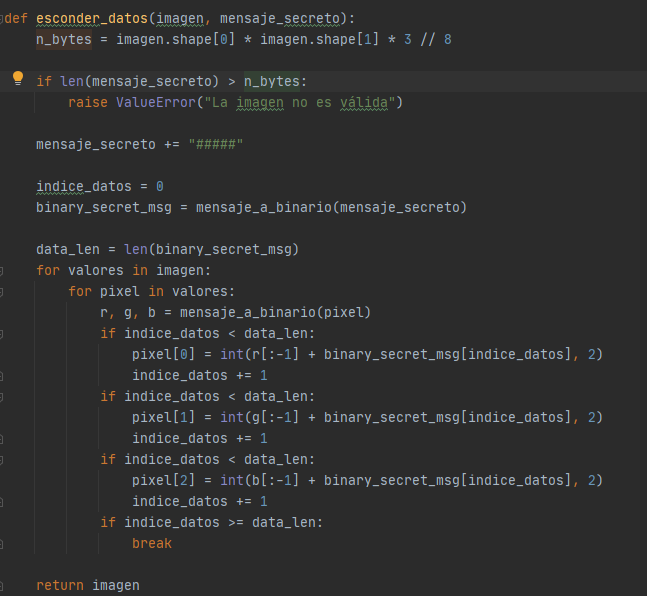 def esconder_datos(imagen, mensaje_secreto):
    n_bytes = imagen.shape[0] * imagen.shape[1] * 3 // 8
    if len(mensaje_secreto) > n_bytes:
        raise ValueError("La imagen no es válida")
    mensaje_secreto += "#####"
    indice_datos = 0
    binary_secret_msg = mensaje_a_binario(mensaje_secreto)
    data_len = len(binary_secret_msg)
    for valores in imagen:
        for pixel in valores:
            r, g, b = mensaje_a_binario(pixel)
            if indice_datos < data_len:
                pixel[0] = int(r[:-1] + binary_secret_msg[indice_datos], 2)
                indice_datos += 1
            if indice_datos < data_len:
                pixel[1] = int(g[:-1] + binary_secret_msg[indice_datos], 2)
                indice_datos += 1
            if indice_datos < data_len:
                pixel[2] = int(b[:-1] + binary_secret_msg[indice_datos], 2)
                indice_datos += 1
            if indice_datos >= data_len:
                break
    return imagen